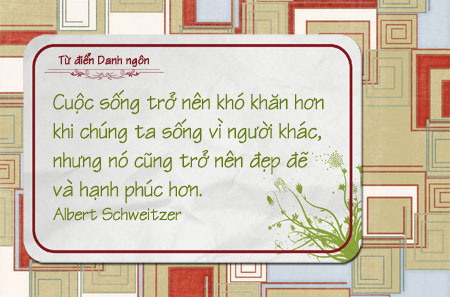 Từ điển Danh ngôn
Cuộc sống trở nên khó khăn hơn
khi chúng ta sống vì người khác,
nhưng nó cũng trở nên đẹp đẽ
và hạnh phúc hơn.
Albert Schweitzer